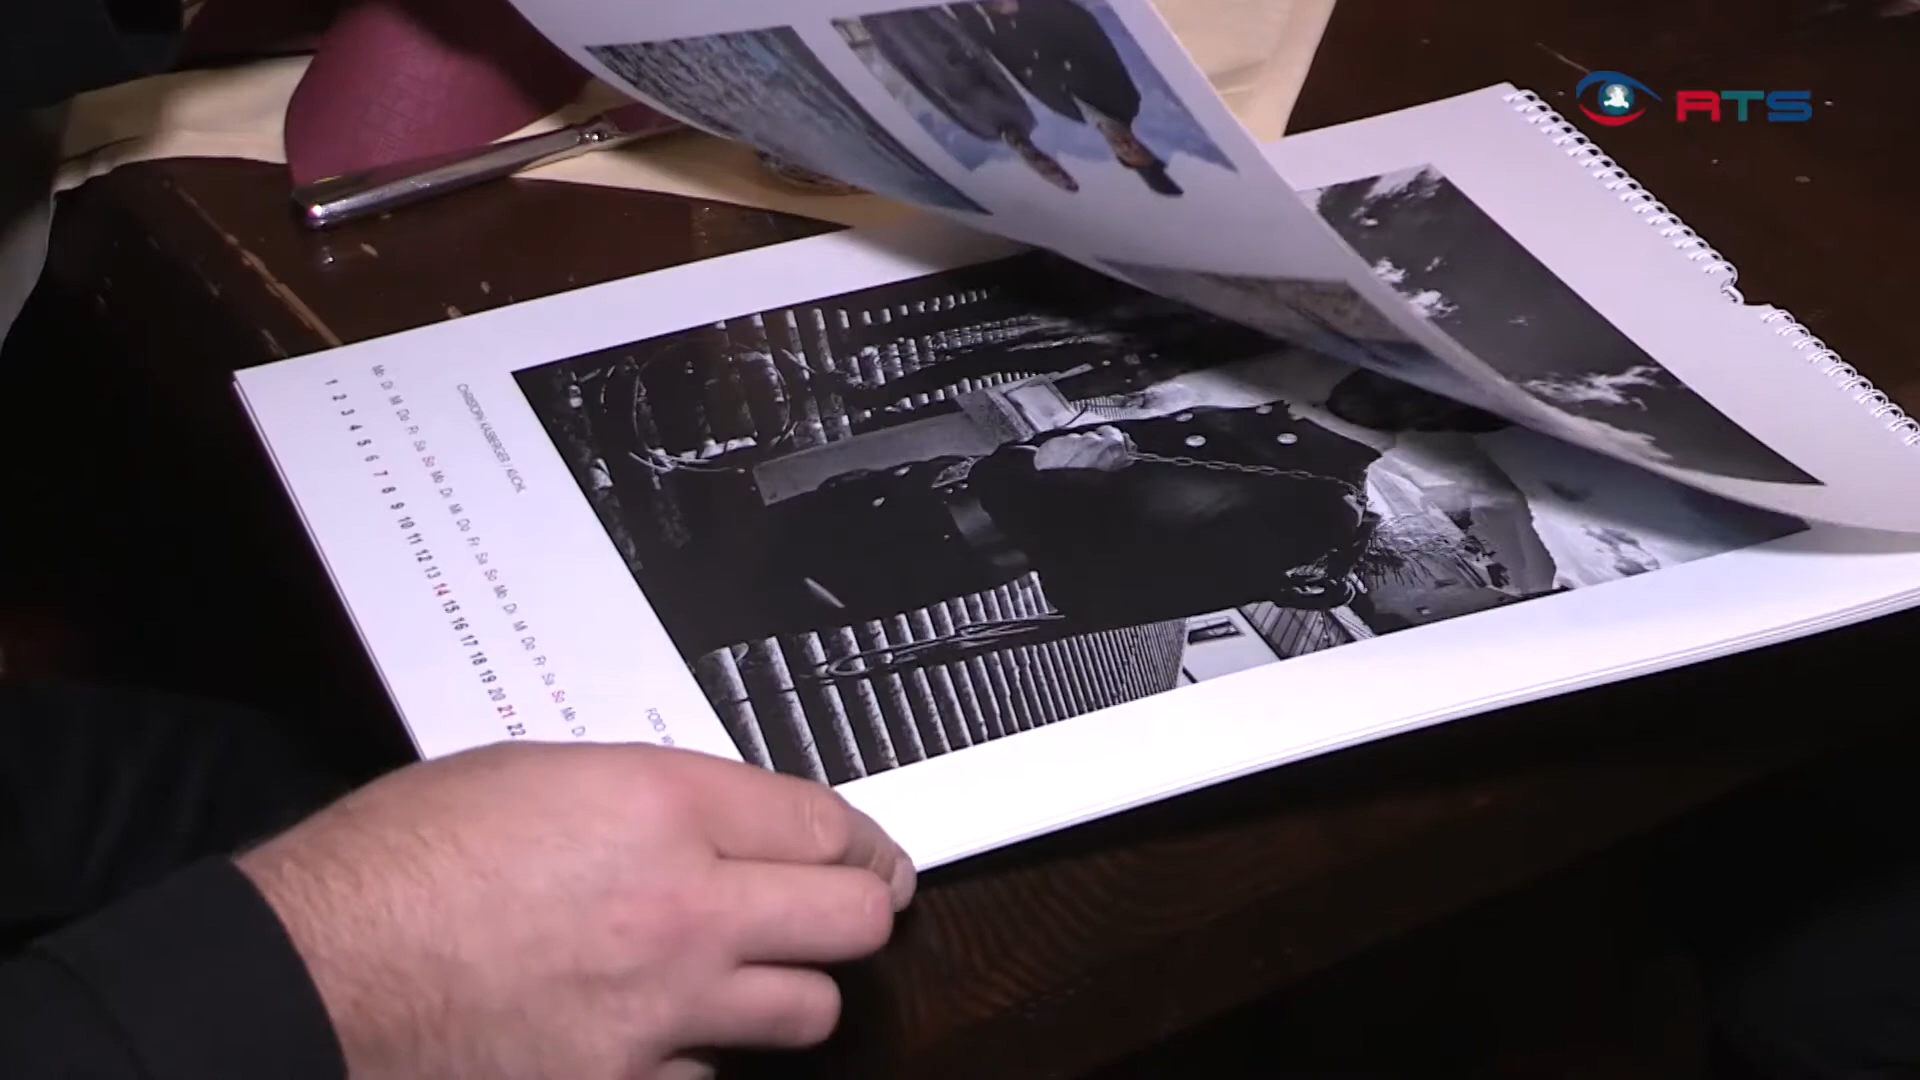 RTS
CHRISTOPH KASBERGER / AUCHL
Mo Di Mi Do Fr Sa So Mo Di Mi Do Fr Sa So Mo Di Mi Do Fr Sa So Mo Di
1 2 3 4 5 6 7 8 9 10 11 12 13 14 15 16 17 18 19 20 21 22
FOTO